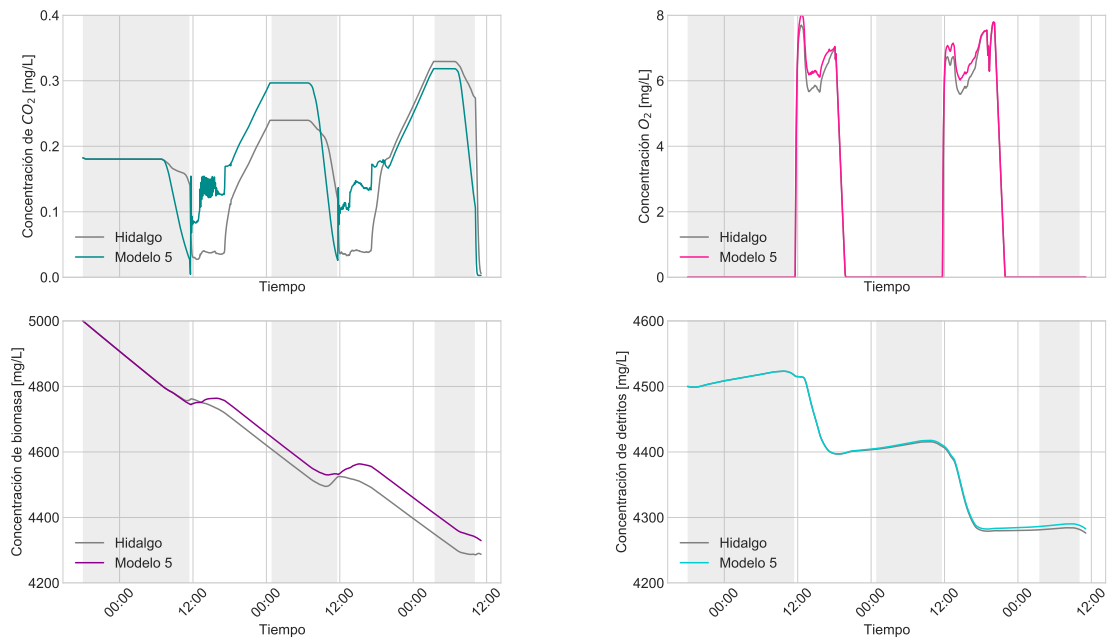 Concentración de CO₂ [mg/L]
0.4
0.3
0.2
0.1
0.0
Hidalgo
Modelo 5
Tiempo
Conentración O₂ [mg/L]
8
6
4
2
0
Hidalgo
Modelo 5
Tiempo
Concentración de biomasa [mg/L]
5000
4800
4600
4400
4200
Hidalgo
Modelo 5
00:00 12:00 00:00 12:00 00:00 12:00
Tiempo
Concentración de detritos [mg/L]
4600
4500
4400
4300
4200
Hidalgo
Modelo 5
00:00 12:00 00:00 12:00 00:00 12:00
Tiempo